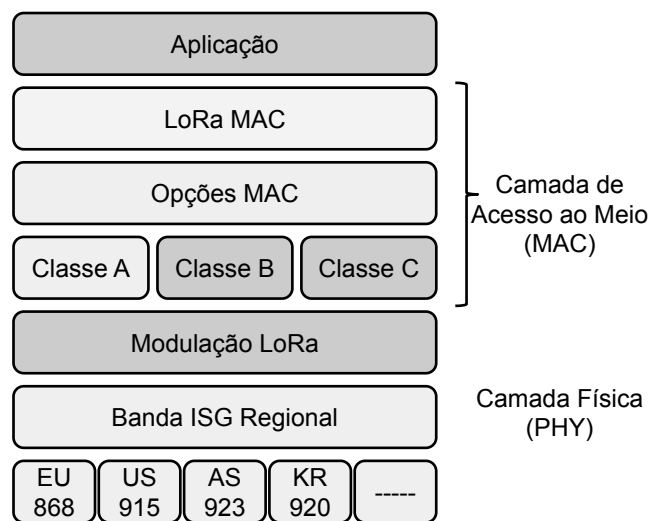 Aplicação
LoRa MAC
Opções MAC
Classe A
Classe B
Classe C
Camada de
Acesso ao Meio
(MAC)
Modulação LoRa
Banda ISG Regional
Camada Física
(PHY)
EU
868
US
915
AS
923
KR
920
-----